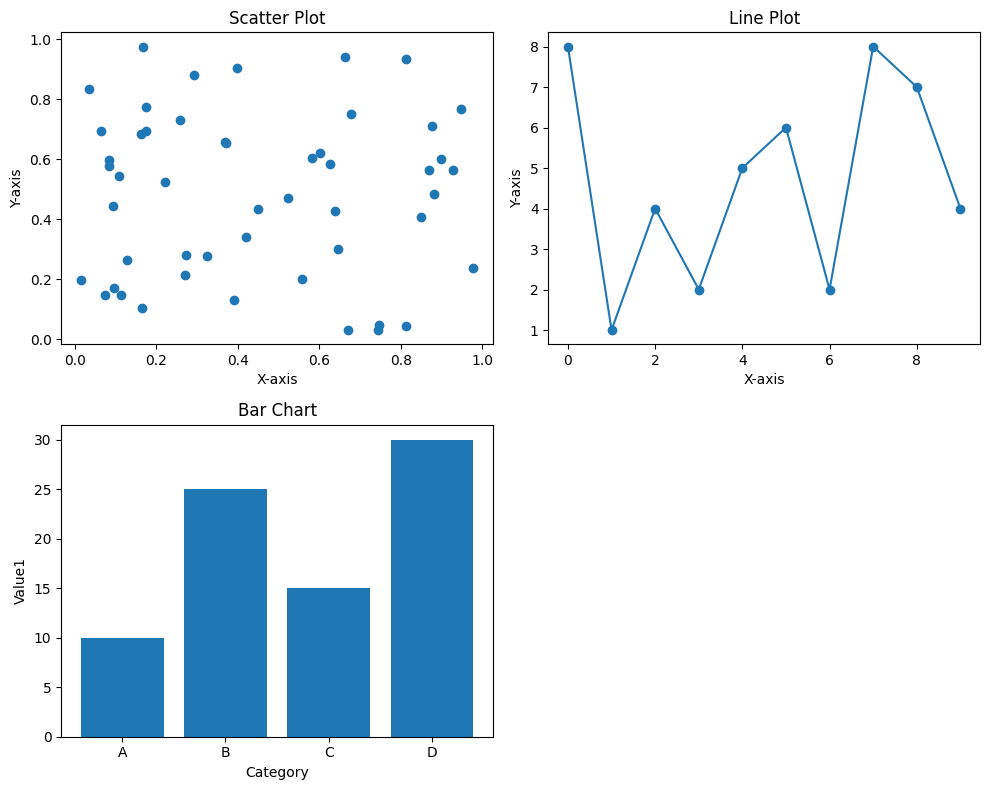 Scatter Plot
1.0
0.8
0.6
0.4
0.2
0.0
Y-axis
0.0 0.2 0.4 0.6 0.8 1.0
X-axis
Line Plot
8
7
6
5
4
3
2
1
Y-axis
0 2 4 6 8
X-axis
Bar Chart
30
25
20
15
10
5
0
Value1
A B C D
Category